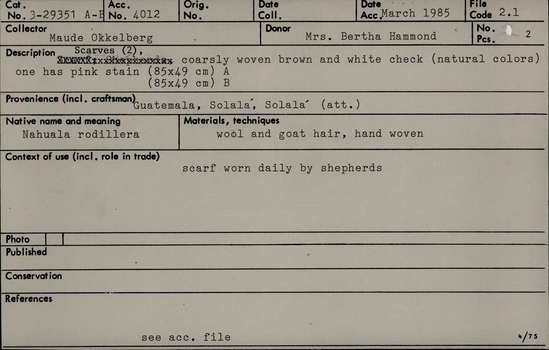 Cat. No. 3-29351 A-B Acc. No. 4012 Orig. No. Date Coll. Date Acc. March 1985 File Code 2.1
Collector Maude Okkelberg Donor Mrs. Bertha Hammond No. Pcs. 2
Description Scarves (2),
coarsly woven brown and white check (natural colors)
one has pink stain (85x49 cm) A
(85x49 cm) B
Provenience (incl. craftsman) Guatemala, Solala, Solala (att.)
Native name and meaning Materials, techniques
Nahuala rodillera wool and goat hair, hand woven
Context of use (incl. role in trade)
scarf worn daily by shepherds
Photo
Published
Conservation
References
see acc. file 4/75